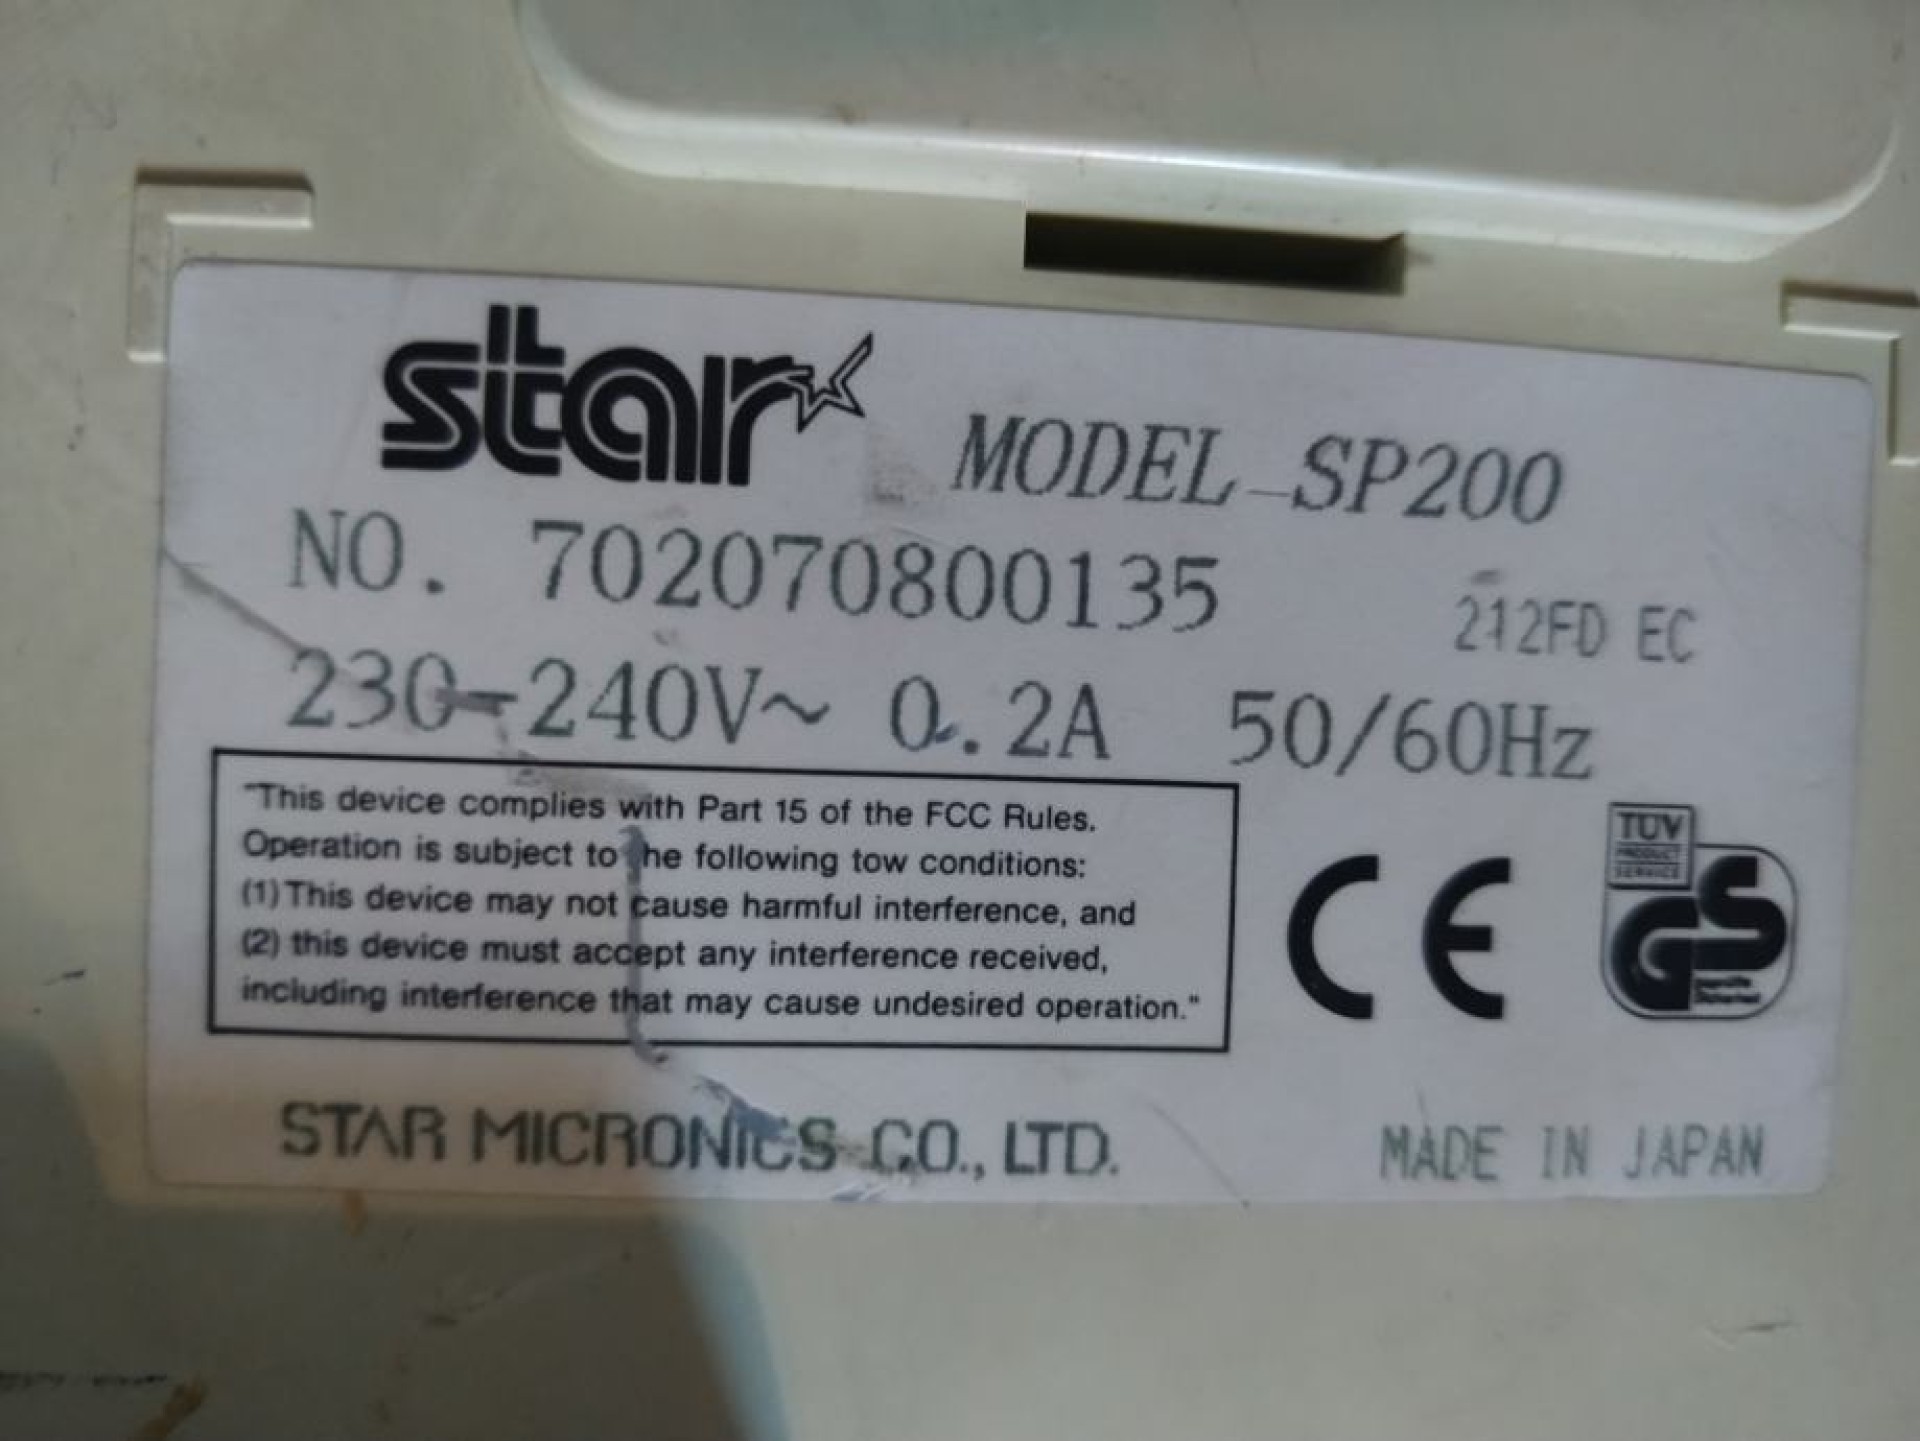 star MODEL SP200
NO. 702070800135 212FD EC
230-240V~ 0.2A 50/60Hz
"This device complies with Part 15 of the FCC Rules.
Operation is subject to the following tow conditions:
(1) This device may not cause harmful interference, and
(2) this device must accept any interference received,
including interference that may cause undesired operation."
CE
TÜV
PRODUCT
SERVICE
GS
STAR MICRONICS CO., LTD. MADE IN JAPAN